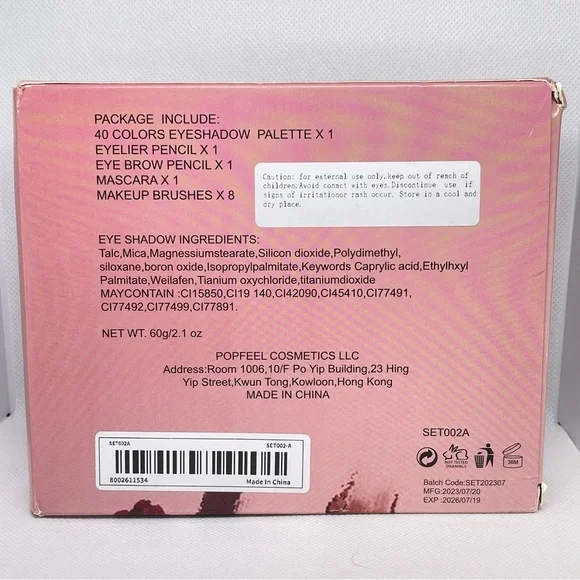 PACKAGE INCLUDE:
40 COLORS EYESHADOW PALETTE X 1
EYELIER PENCIL X 1
EYE BROW PENCIL X 1
MASCARA X 1
MAKEUP BRUSHES X 8
Caution: for external use only, keep out of reach of
children, Avoid conact with eyes. Discontinue use if
signs of irritationor rash occur. Store in a cool and
dry place.
EYE SHADOW INGREDIENTS:
Talc,Mica,Magnessiumstearate,Silicon dioxide,Polydimethyl,
siloxane,boron oxide,Isopropylpalmitate,Keywords Caprylic acid,Ethylhxyl
Palmitate,Weilafen,Tianium oxychloride,titaniumdioxide
MAYCONTAIN :CI15850,CI19 140,CI42090,CI45410,CI77491,
CI77492,CI77499,CI77891.
NET WT. 60g/2.1 oz
POPFEEL COSMETICS LLC
Address:Room 1006,10/F Po Yip Building,23 Hing
Yip Street,Kwun Tong,Kowloon,Hong Kong
MADE IN CHINA
SET002A SET002-A
8002611534 Made In China
SET002A
NOT TESTED
ONANIMALS
36M
Batch Code:SET202307
MFG:2023/07/20
EXP :2026/07/19